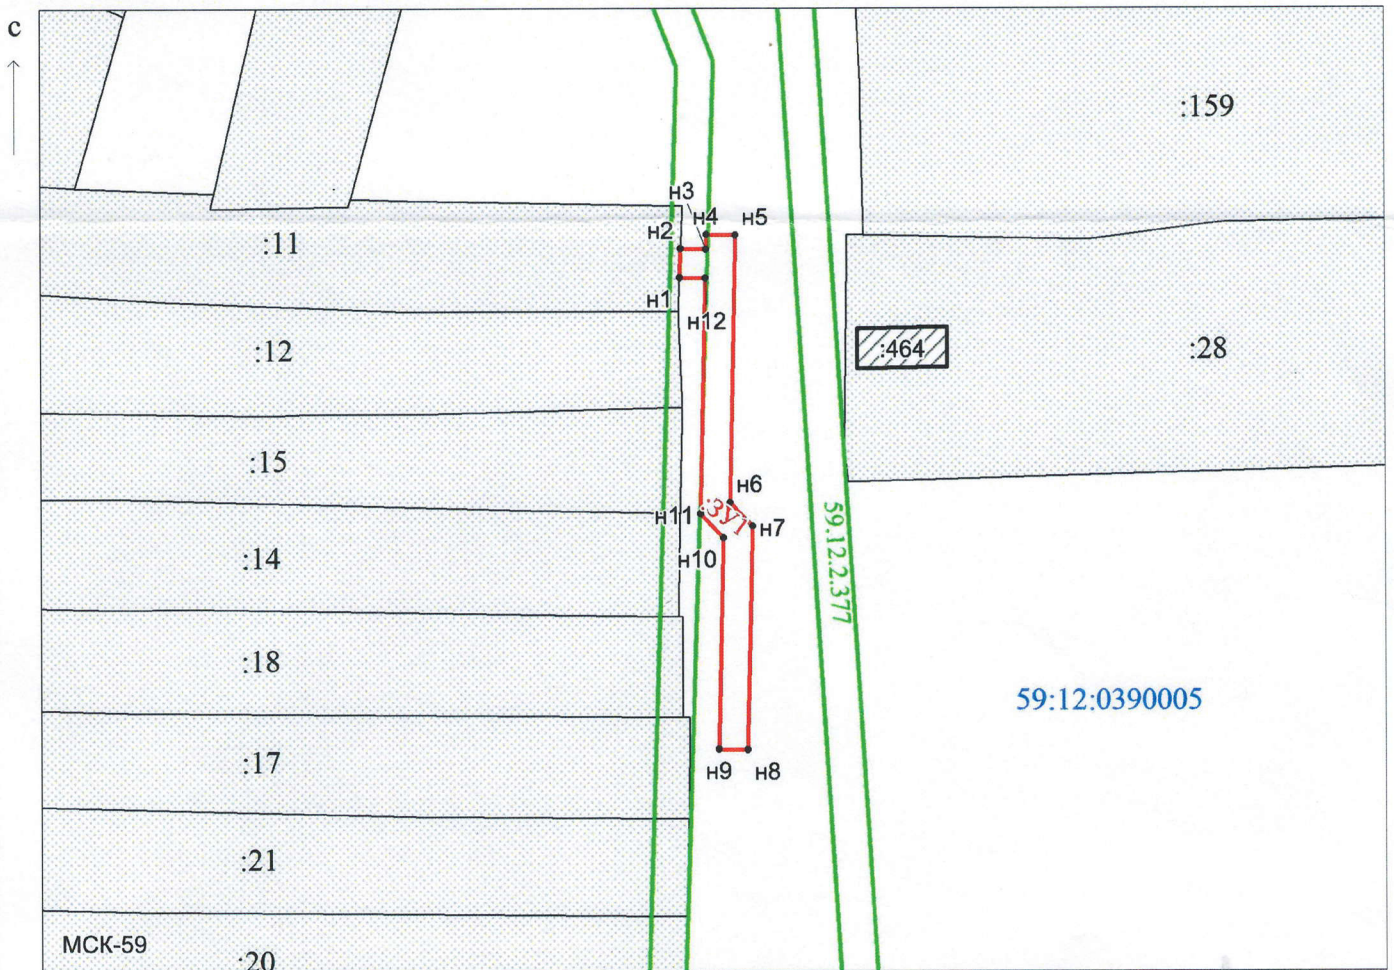 с
:159
н3
н4
н5
н2
:11
н1
н12
:12
:464
:28
:15
н6
:ЗУ1
н11
н7
59.12.2.377
:14
н10
:18
59:12:0390005
:17
н9
н8
:21
МСК-59
:20